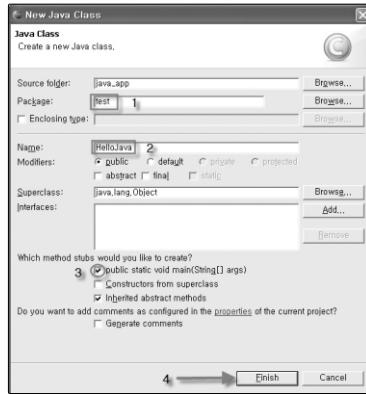 New Java Class
Java Class
Create a new Java class.
Source folder: java_app Browse...
Package: test 1 Browse...
Enclosing type: Browse...
Name: HelloJava 2
Modifiers: public default private protected
abstract final static
Superclass: java.lang.Object Browse...
Interfaces: Add...
Remove
Which method stubs would you like to create?
3 public static void main(String[] args)
Constructors from superclass
Inherited abstract methods
Do you want to add comments as configured in the properties of the current project?
Generate comments
4 Finish Cancel